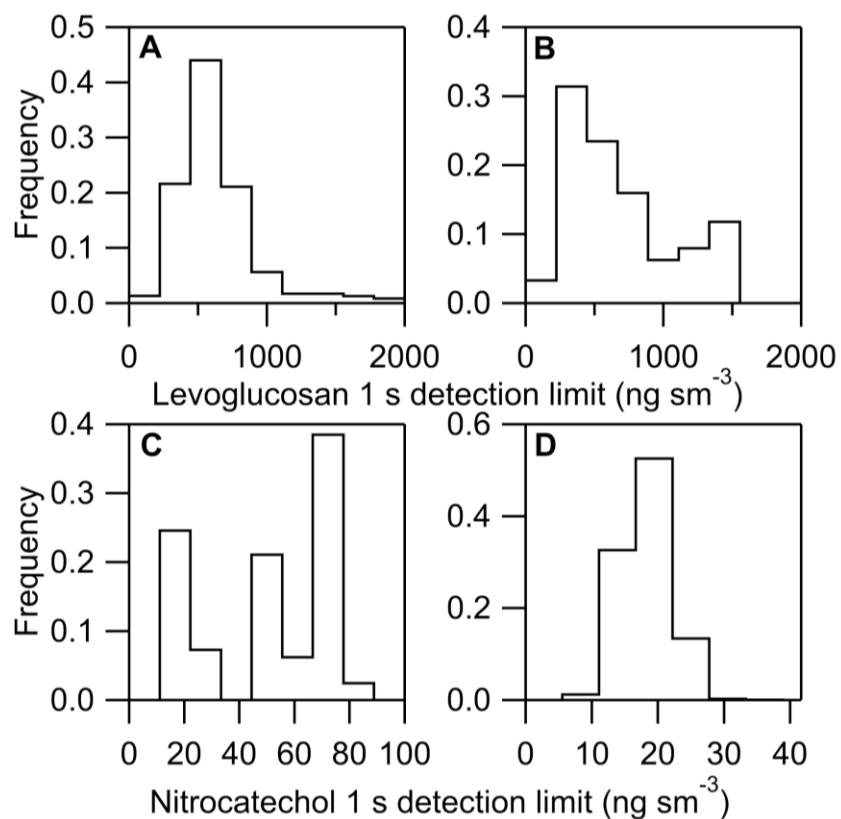 A
B
Frequency
0.5
0.4
0.3
0.2
0.1
0.0
0.4
0.3
0.2
0.1
0.0
0 1000 2000
0 1000 2000
Levoglucosan 1 s detection limit (ng sm⁻³)
C
D
Frequency
0.4
0.3
0.2
0.1
0.0
0.6
0.4
0.2
0.0
0 20 40 60 80 100
0 10 20 30 40
Nitrocatechol 1 s detection limit (ng sm⁻³)